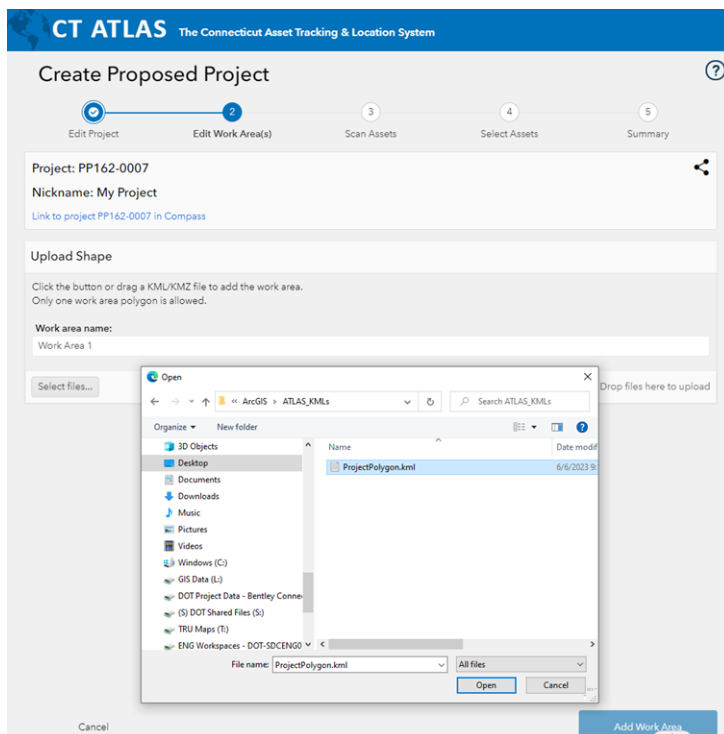 CT ATLAS The Connecticut Asset Tracking & Location System
Create Proposed Project
?
2
3
4
5
Edit Project
Edit Work Area(s)
Scan Assets
Select Assets
Summary
Project: PP162-0007
Nickname: My Project
Link to project PP162-0007 in Compass
Upload Shape
Click the button or drag a KML/KMZ file to add the work area.
Only one work area polygon is allowed.
Work area name:
Work Area 1
Select files...
Drop files here to upload
Open
« ArcGIS > ATLAS_KMLs
Search ATLAS_KMLs
Organize
New folder
?
Name
Date modif
3D Objects
Desktop
ProjectPolygon.kml
6/6/2023 9:
Documents
Downloads
Music
Pictures
Videos
Windows (C:)
GIS Data (L:)
DOT Project Data - Bentley Conne
(S) DOT Shared Files (S:)
TRU Maps (T:)
ENG Workspaces - DOT-SDCENG0
File name: ProjectPolygon.kml
All files
Open
Cancel
Cancel
Add Work Area